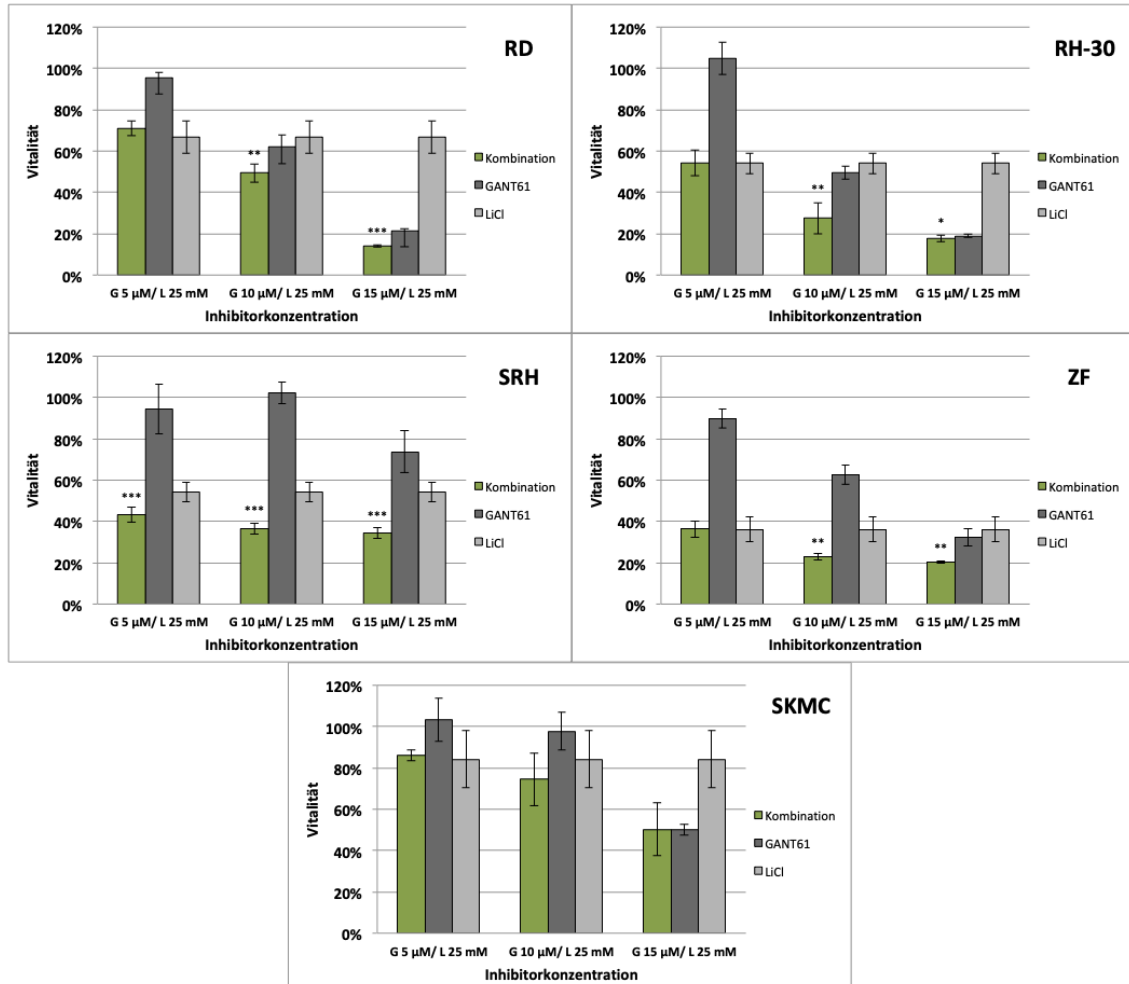 RD
120%
100%
80%
60%
40%
20%
0%
Vitalität
**
***
G 5 µM/ L 25 mM
G 10 µM/ L 25 mM
G 15 µM/ L 25 mM
Inhibitorkonzentration
Kombination
GANT61
LiCl
RH-30
120%
100%
80%
60%
40%
20%
0%
Vitalität
**
*
G 5 µM/ L 25 mM
G 10 µM/ L 25 mM
G 15 µM/ L 25 mM
Inhibitorkonzentration
Kombination
GANT61
LiCl
SRH
120%
100%
80%
60%
40%
20%
0%
Vitalität
***
***
***
G 5 µM/ L 25 mM
G 10 µM/ L 25 mM
G 15 µM/ L 25 mM
Inhibitorkonzentration
Kombination
GANT61
LiCl
ZF
120%
100%
80%
60%
40%
20%
0%
Vitalität
**
**
G 5 µM/ L 25 mM
G 10 µM/ L 25 mM
G 15 µM/ L 25 mM
Inhibitorkonzentration
Kombination
GANT61
LiCl
SKMC
120%
100%
80%
60%
40%
20%
0%
Vitalität
G 5 µM/ L 25 mM
G 10 µM/ L 25 mM
G 15 µM/ L 25 mM
Inhibitorkonzentration
Kombination
GANT61
LiCl